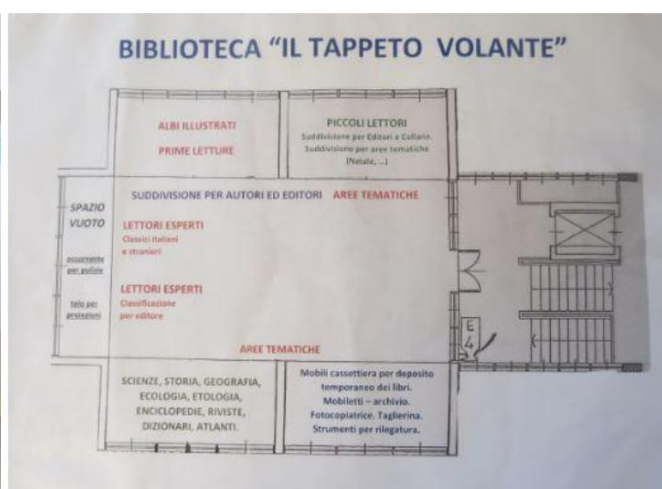 BIBLIOTECA “IL TAPPETO VOLANTE”
ALBI ILLUSTRATI
PRIME LETTURE
PICCOLI LETTORI
Suddivisione per Editori e Collane.
Suddivisione per aree tematiche
(Natale, ...)
SUDDIVISIONE PER AUTORI ED EDITORI AREE TEMATICHE
SPAZIO
VUOTO
occorrente
per pulizie
telo per
proiezioni
LETTORI ESPERTI
Classici italiani
e stranieri
LETTORI ESPERTI
Classificazione
per editore
AREE TEMATICHE
E
4
SCIENZE, STORIA, GEOGRAFIA,
ECOLOGIA, ETOLOGIA,
ENCICLOPEDIE, RIVISTE,
DIZIONARI, ATLANTI.
Mobili cassettiera per deposito
temporaneo dei libri.
Mobiletti – archivio.
Fotocopiatrice. Taglierina.
Strumenti per rilegatura.